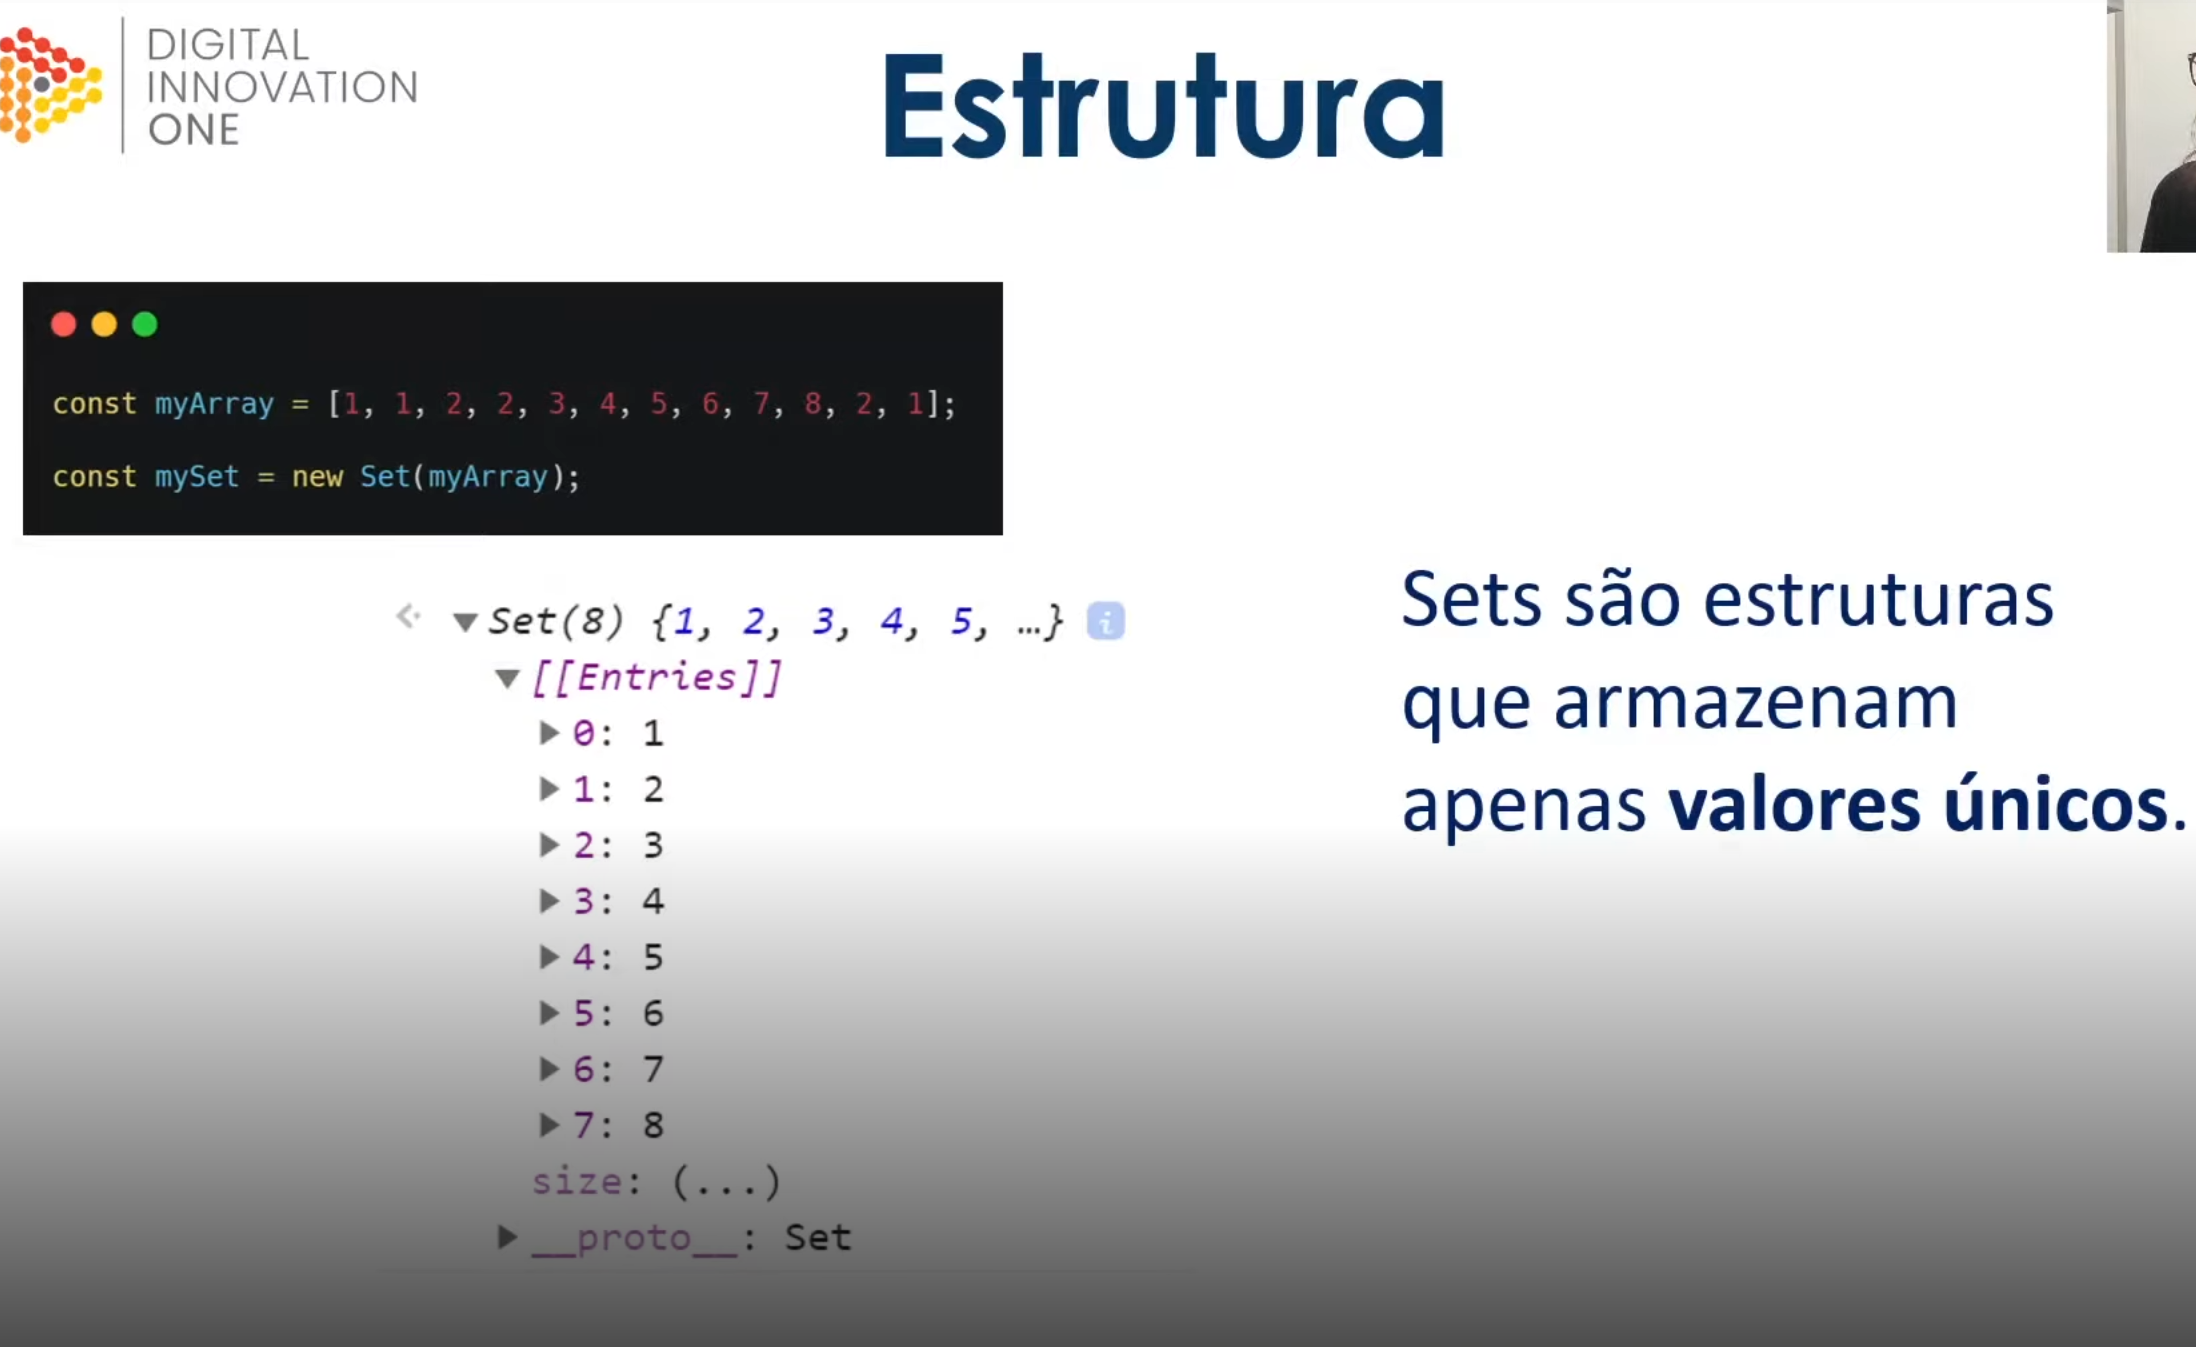 DIGITAL
INNOVATION
ONE
Estrutura
const myArray = [1, 1, 2, 2, 3, 4, 5, 6, 7, 8, 2, 1];
const mySet = new Set(myArray);
Set(8) {1, 2, 3, 4, 5, …} i
[[Entries]]
0: 1
1: 2
2: 3
3: 4
4: 5
5: 6
6: 7
7: 8
size: (...)
__proto__: Set
Sets são estruturas
que armazenam
apenas valores únicos.